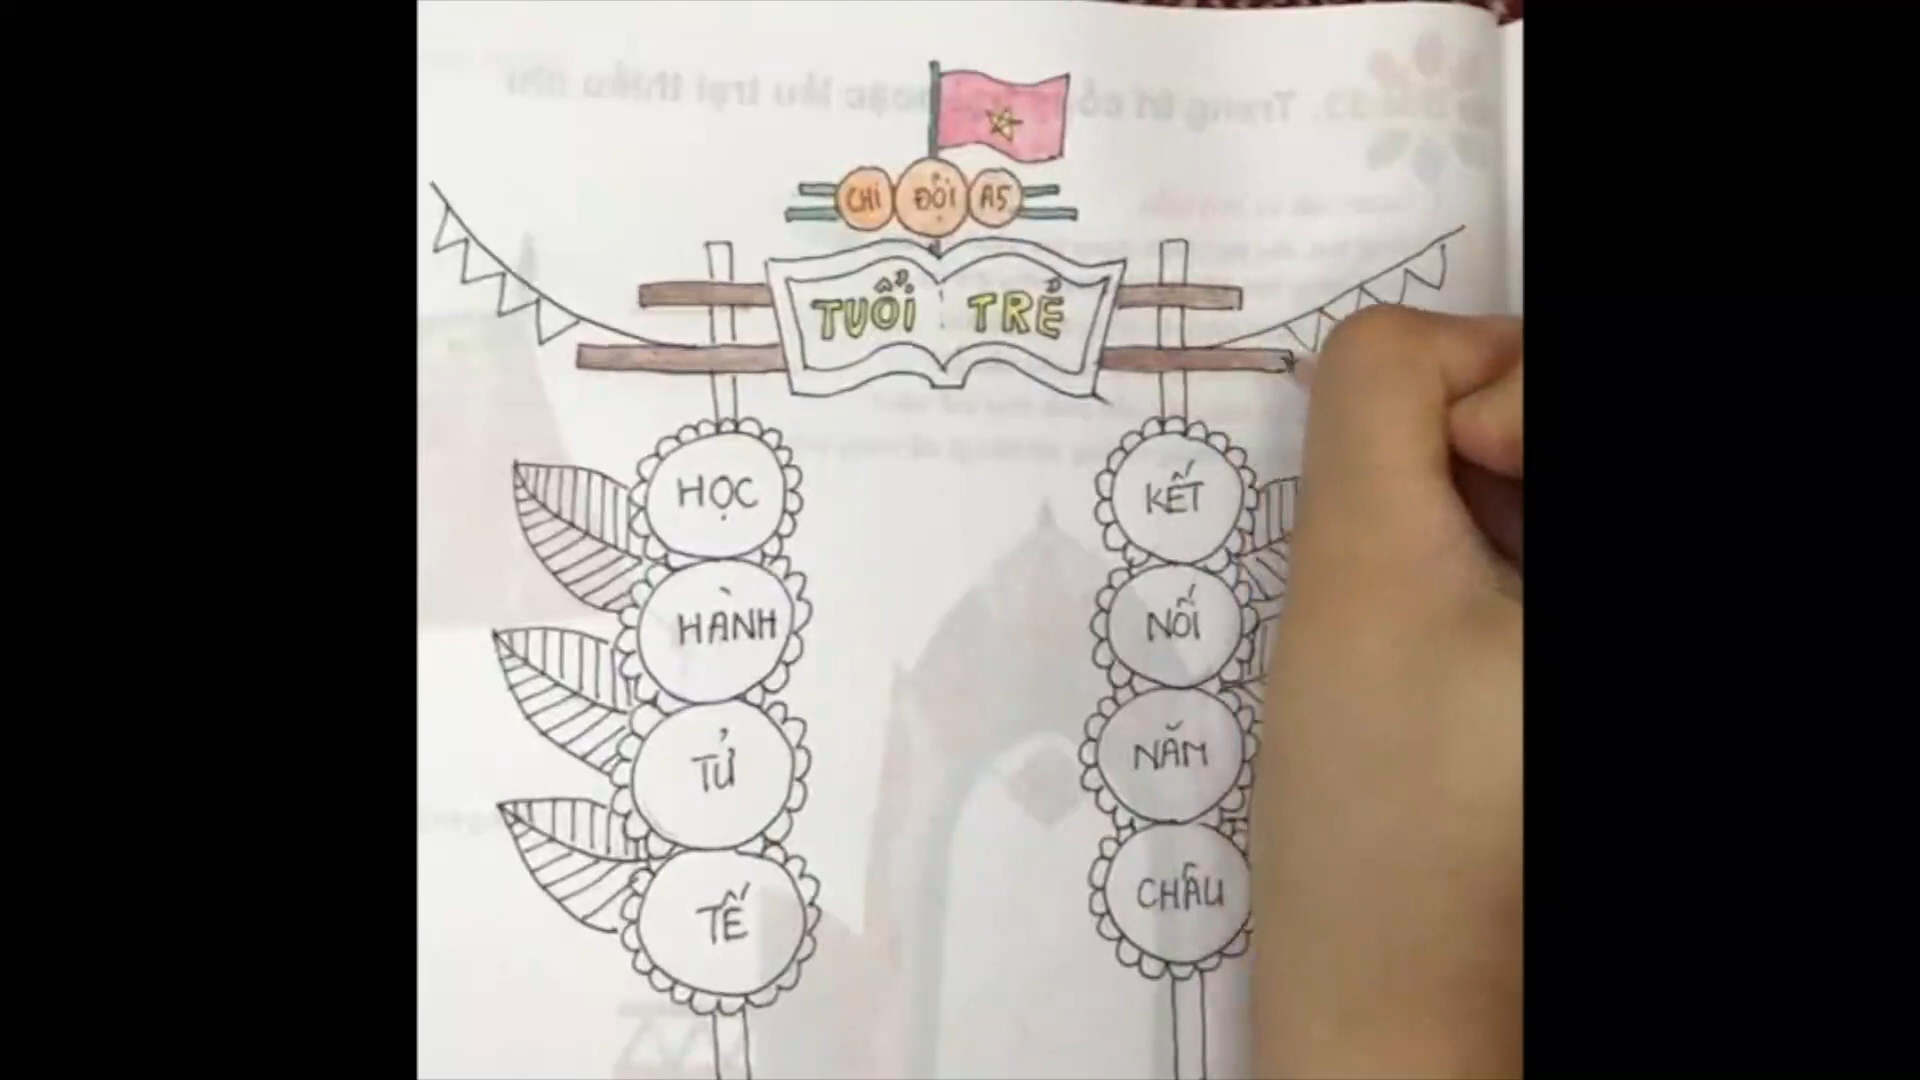 CHI ĐỘI A5
TUỔI TRẺ
HỌC
HÀNH
TỬ
TẾ
KẾT
NỐI
NĂM
CHÂU